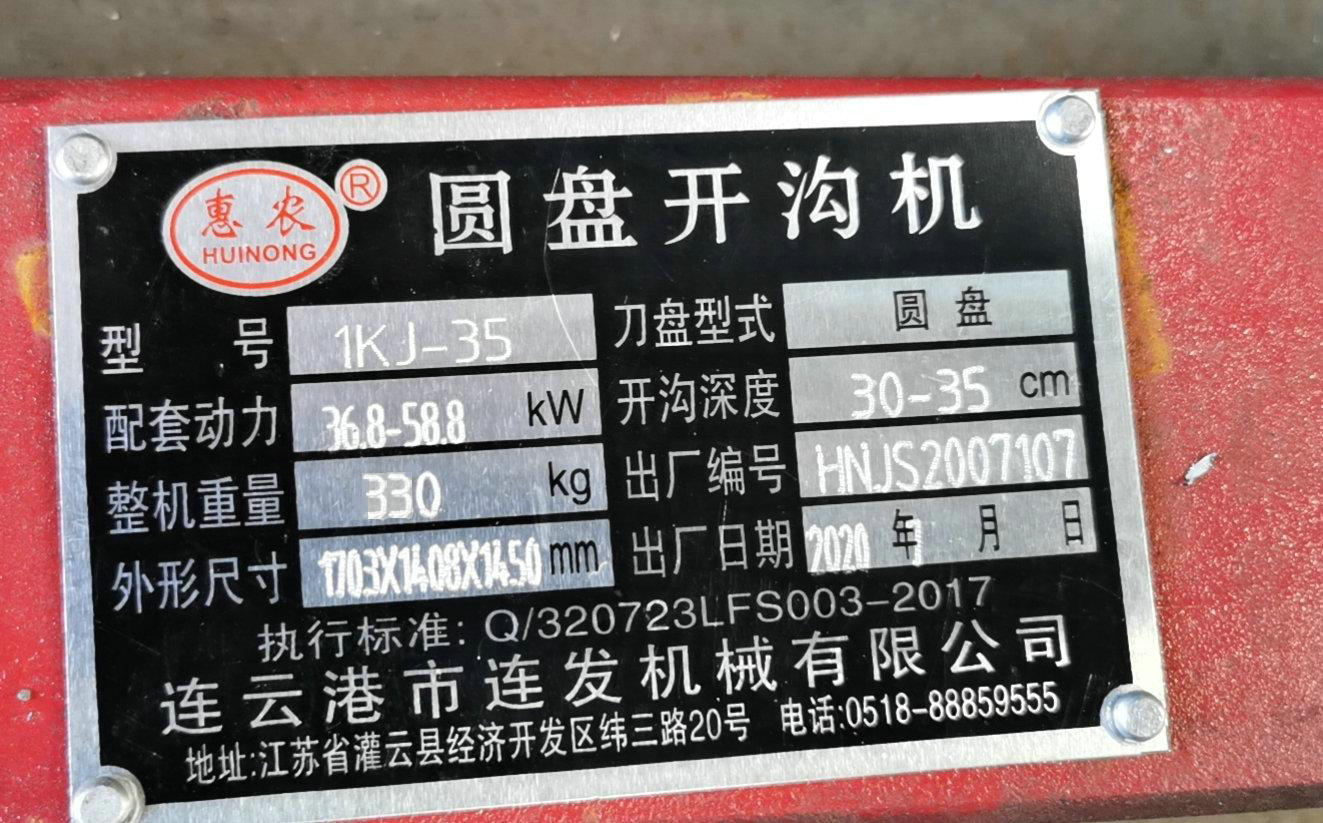 惠农 ®
HUINONG
圆盘开沟机
型号 1KJ-35 刀盘型式 圆盘
配套动力 36.8-58.8 kW 开沟深度 30-35 cm
整机重量 330 kg 出厂编号 HNJS2007107
外形尺寸 1703X1408X1450 mm 出厂日期 2020 年 7 月 日
执行标准: Q/320723LFS003-2017
连云港市连发机械有限公司
地址:江苏省灌云县经济开发区纬三路20号 电话:0518-88859555